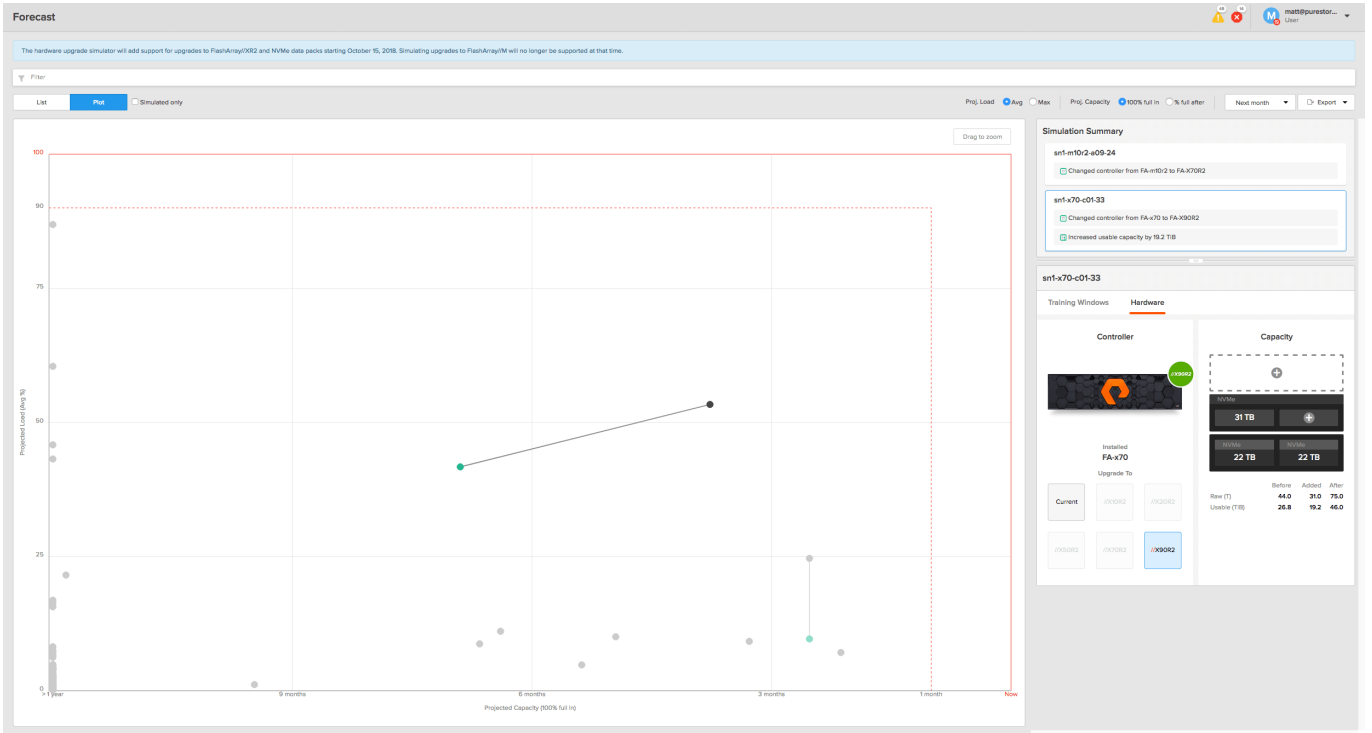 Forecast
49
14
M
matt@purestor...
User
The hardware upgrade simulator will add support for upgrades to FlashArray//XR2 and NVMe data packs starting October 15, 2018. Simulating upgrades to FlashArray//M will no longer be supported at that time.
Filter
List
Plot
Simulated only
Proj. Load
Avg
Max
Proj. Capacity
100% full in
% full after
Next month
Export
Drag to zoom
100
90
75
50
25
0
Projected Load (Avg %)
> 1 year
9 months
6 months
3 months
1 month
Now
Projected Capacity (100% full in)
Simulation Summary
sn1-m10r2-a09-24
Changed controller from FA-m10r2 to FA-X70R2
sn1-x70-c01-33
Changed controller from FA-x70 to FA-X90R2
Increased usable capacity by 19.2 TiB
sn1-x70-c01-33
Training Windows
Hardware
Controller
//X90R2
Installed
FA-x70
Upgrade To
Current
//X10R2
//X20R2
//X50R2
//X70R2
//X90R2
Capacity
NVMe
31 TB
NVMe
NVMe
22 TB
22 TB
Before Added After
Raw (T) 44.0 31.0 75.0
Usable (TiB) 26.8 19.2 46.0